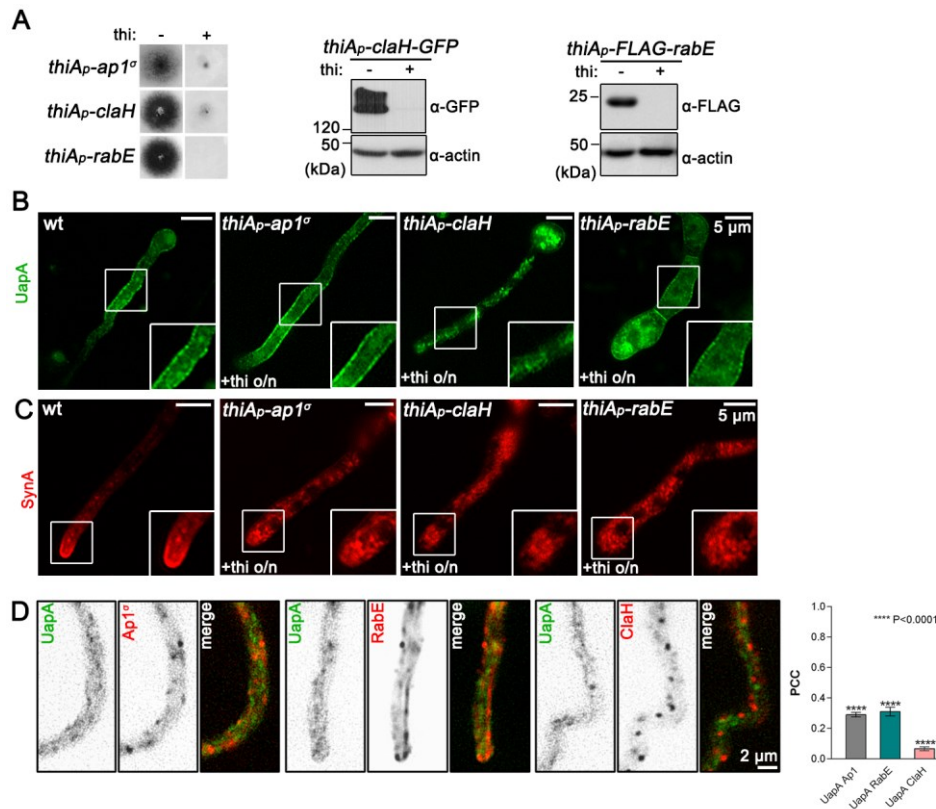 A
thi: - +
thiAp-ap1σ
thiAp-claH
thiAp-rabE
thiAp-claH-GFP
thi: - +
α-GFP
120
50
α-actin
(kDa)
thiAp-FLAG-rabE
thi: - +
25
α-FLAG
50
α-actin
(kDa)
B
UapA
wt
thiAp-ap1σ
+thi o/n
thiAp-claH
+thi o/n
thiAp-rabE
5 µm
+thi o/n
C
SynA
wt
thiAp-ap1σ
+thi o/n
thiAp-claH
+thi o/n
thiAp-rabE
5 µm
+thi o/n
D
UapA
Ap1σ
merge
UapA
RabE
merge
UapA
ClaH
merge
2 µm
**** P<0.0001
PCC
1.0
0.8
0.6
0.4
0.2
0.0
****
****
****
UapA Ap1
UapA RabE
UapA ClaH